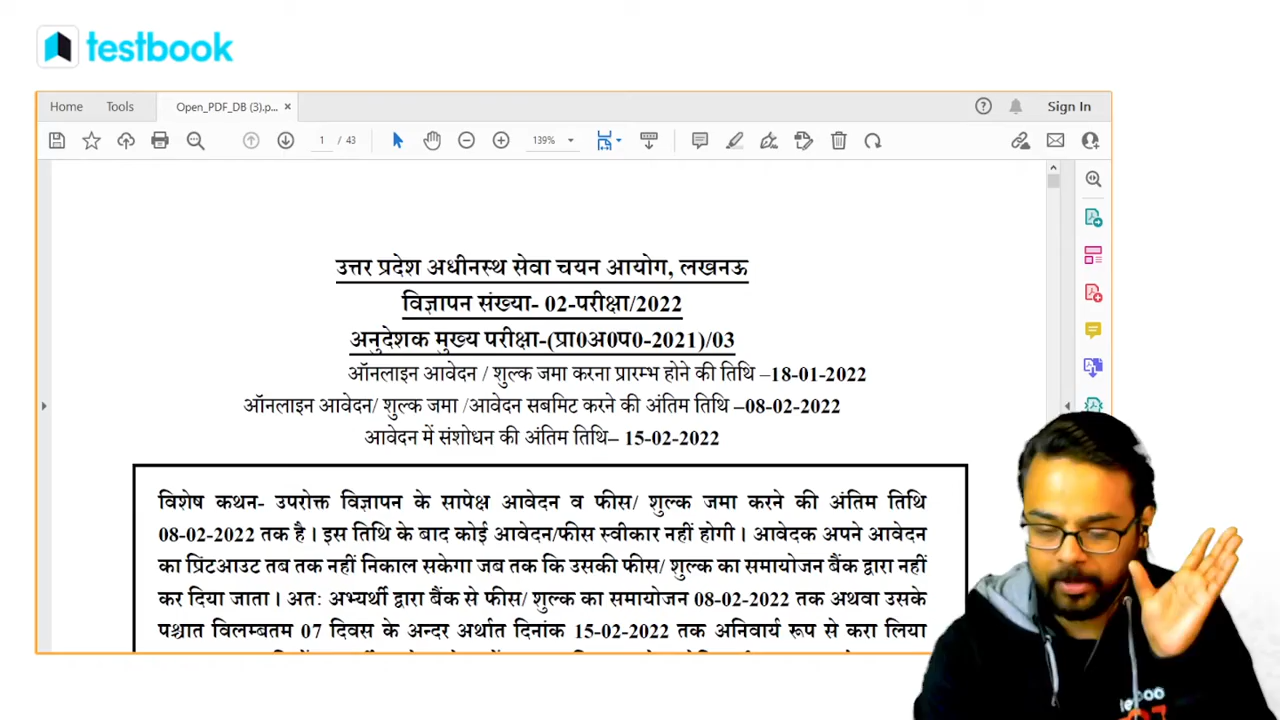 testbook
Home Tools Open_PDF_DB (3).p... × Sign In
1 / 43 139%
उत्तर प्रदेश अधीनस्थ सेवा चयन आयोग, लखनऊ
विज्ञापन संख्या- 02-परीक्षा/2022
अनुदेशक मुख्य परीक्षा-(प्रा0अ0प0-2021)/03
ऑनलाइन आवेदन / शुल्क जमा करना प्रारम्भ होने की तिथि –18-01-2022
ऑनलाइन आवेदन/ शुल्क जमा /आवेदन सबमिट करने की अंतिम तिथि –08-02-2022
आवेदन में संशोधन की अंतिम तिथि– 15-02-2022
विशेष कथन- उपरोक्त विज्ञापन के सापेक्ष आवेदन व फीस/ शुल्क जमा करने की अंतिम तिथि
08-02-2022 तक है। इस तिथि के बाद कोई आवेदन/फीस स्वीकार नहीं होगी। आवेदक अपने आवेदन
का प्रिंटआउट तब तक नहीं निकाल सकेगा जब तक कि उसकी फीस/ शुल्क का समायोजन बैंक द्वारा नहीं
कर दिया जाता। अतः अभ्यर्थी द्वारा बैंक से फीस/ शुल्क का समायोजन 08-02-2022 तक अथवा उसके
पश्चात विलम्बतम 07 दिवस के अन्दर अर्थात दिनांक 15-02-2022 तक अनिवार्य रूप से करा लिया